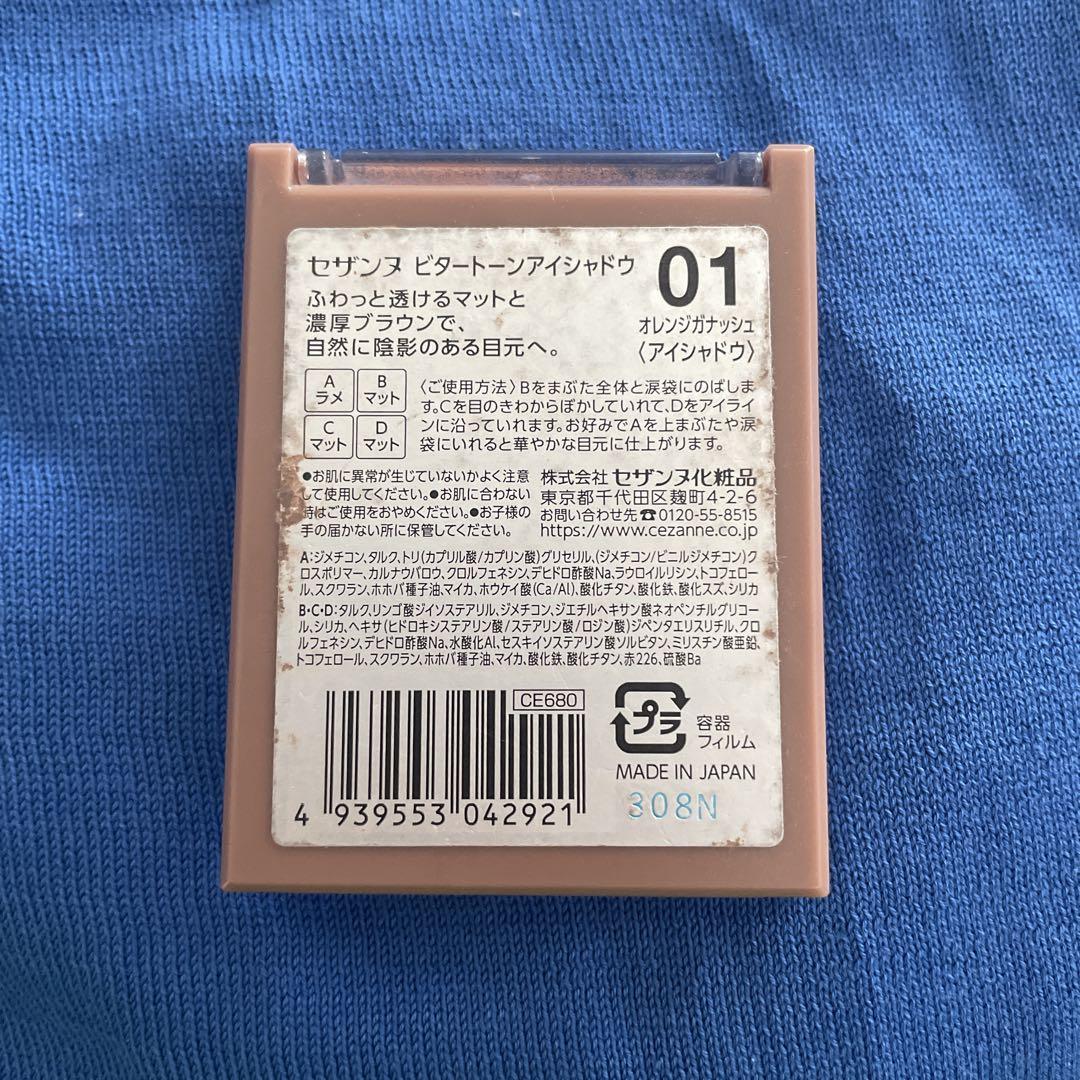 セザンヌ ビタートーンアイシャドウ
01
オレンジガナッシュ
〈アイシャドウ〉
ふわっと透けるマットと
濃厚ブラウンで、
自然に陰影のある目元へ。
A ラメ
B マット
C マット
D マット
〈ご使用方法〉Bをまぶた全体と涙袋にのばしま
す。Cを目のきわからぼかしていれて、Dをアイライ
ンに沿っていれます。お好みでAを上まぶたや涙
袋にいれると華やかな目元に仕上がります。
●お肌に異常が生じていないかよく注意
して使用してください。●お肌に合わない
時はご使用をおやめください。●お子様の
手の届かない所に保管してください。
株式会社 セザンヌ化粧品
東京都千代田区麹町4-2-6
お問い合わせ先☎0120-55-8515
https://www.cezanne.co.jp
A:ジメチコン、タルク、トリ(カプリル酸/カプリン酸)グリセリル、(ジメチコン/ビニルジメチコン)ク
ロスポリマー、カルナウバロウ、クロルフェネシン、デヒドロ酢酸Na、ラウロイルリシン、トコフェロー
ル、スクワラン、ホホバ種子油、マイカ、ホウケイ酸(Ca/Al)、酸化チタン、酸化鉄、酸化スズ、シリカ
B・C・D:タルク、リンゴ酸ジイソステアリル、ジメチコン、ジエチルヘキサン酸ネオペンチルグリコー
ル、シリカ、ヘキサ(ヒドロキシステアリン酸/ステアリン酸/ロジン酸)ジペンタエリスリチル、クロ
ルフェネシン、デヒドロ酢酸Na、水酸化Al、セスキイソステアリン酸ソルビタン、ミリスチン酸亜鉛、
トコフェロール、スクワラン、ホホバ種子油、マイカ、酸化鉄、酸化チタン、赤226、硫酸Ba
CE680
4 939553 042921
プラ
容器
フィルム
MADE IN JAPAN
308N